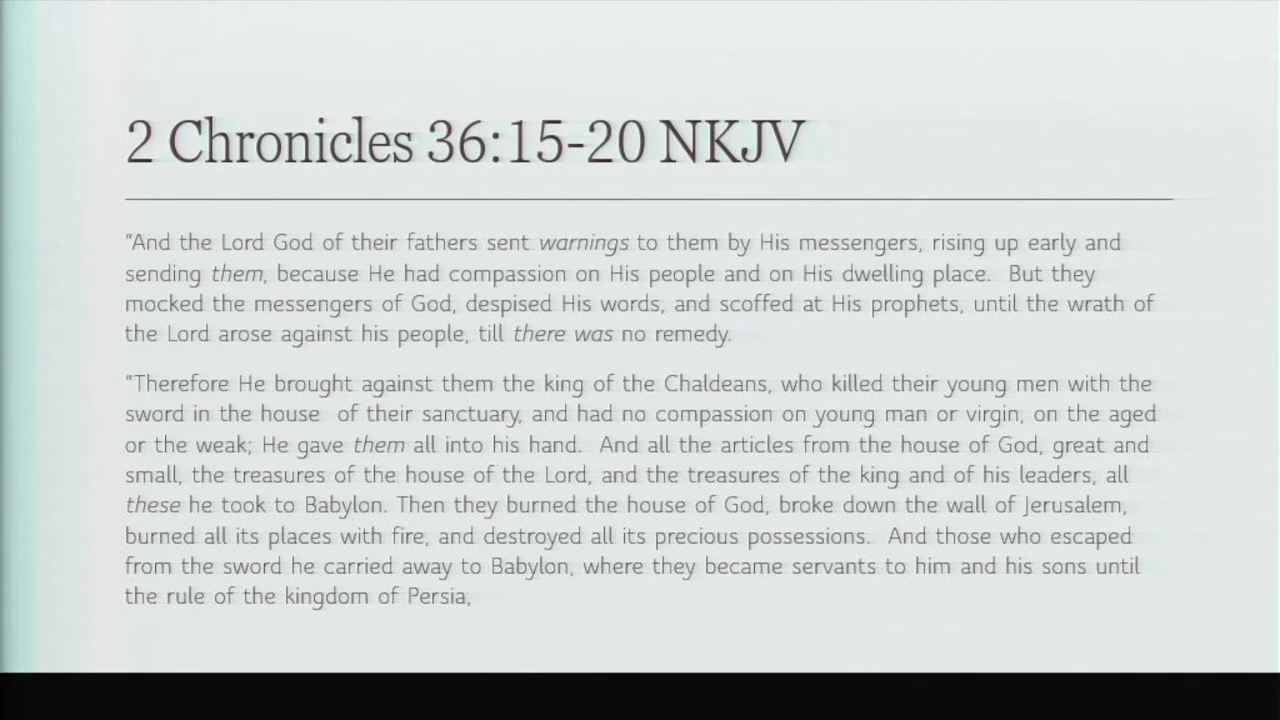 2 Chronicles 36:15-20 NKJV
"And the Lord God of their fathers sent warnings to them by His messengers, rising up early and
sending them, because He had compassion on His people and on His dwelling place.  But they
mocked the messengers of God, despised His words, and scoffed at His prophets, until the wrath of
the Lord arose against his people, till there was no remedy.
"Therefore He brought against them the king of the Chaldeans, who killed their young men with the
sword in the house  of their sanctuary, and had no compassion on young man or virgin, on the aged
or the weak; He gave them all into his hand.  And all the articles from the house of God, great and
small, the treasures of the house of the Lord, and the treasures of the king and of his leaders, all
these he took to Babylon. Then they burned the house of God, broke down the wall of Jerusalem,
burned all its places with fire, and destroyed all its precious possessions.  And those who escaped
from the sword he carried away to Babylon, where they became servants to him and his sons until
the rule of the kingdom of Persia,